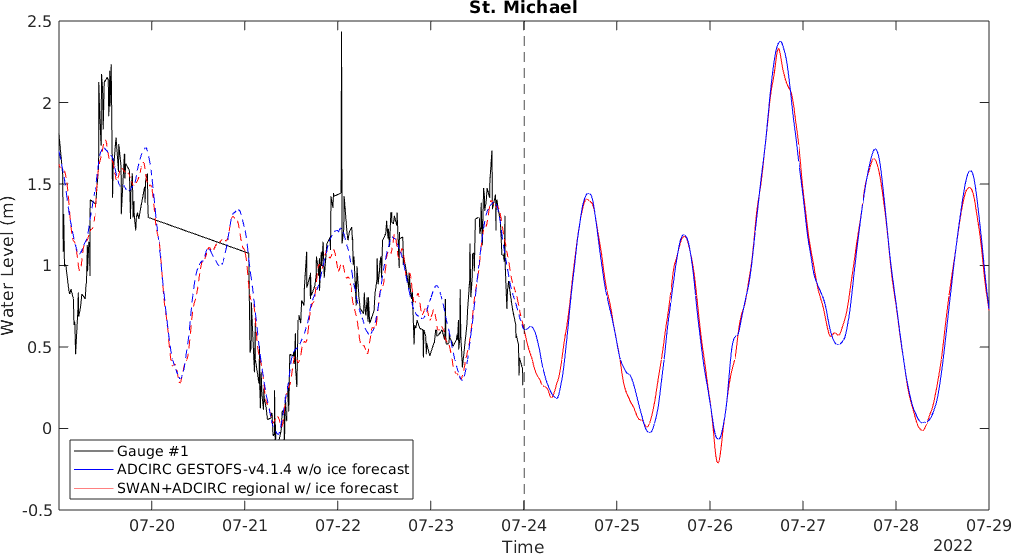 St. Michael
2.5
2
1.5
1
0.5
0
-0.5
Water Level (m)
Gauge #1
ADCIRC GESTOFS-v4.1.4 w/o ice forecast
SWAN+ADCIRC regional w/ ice forecast
07-20 07-21 07-22 07-23 07-24 07-25 07-26 07-27 07-28 07-29
Time
2022